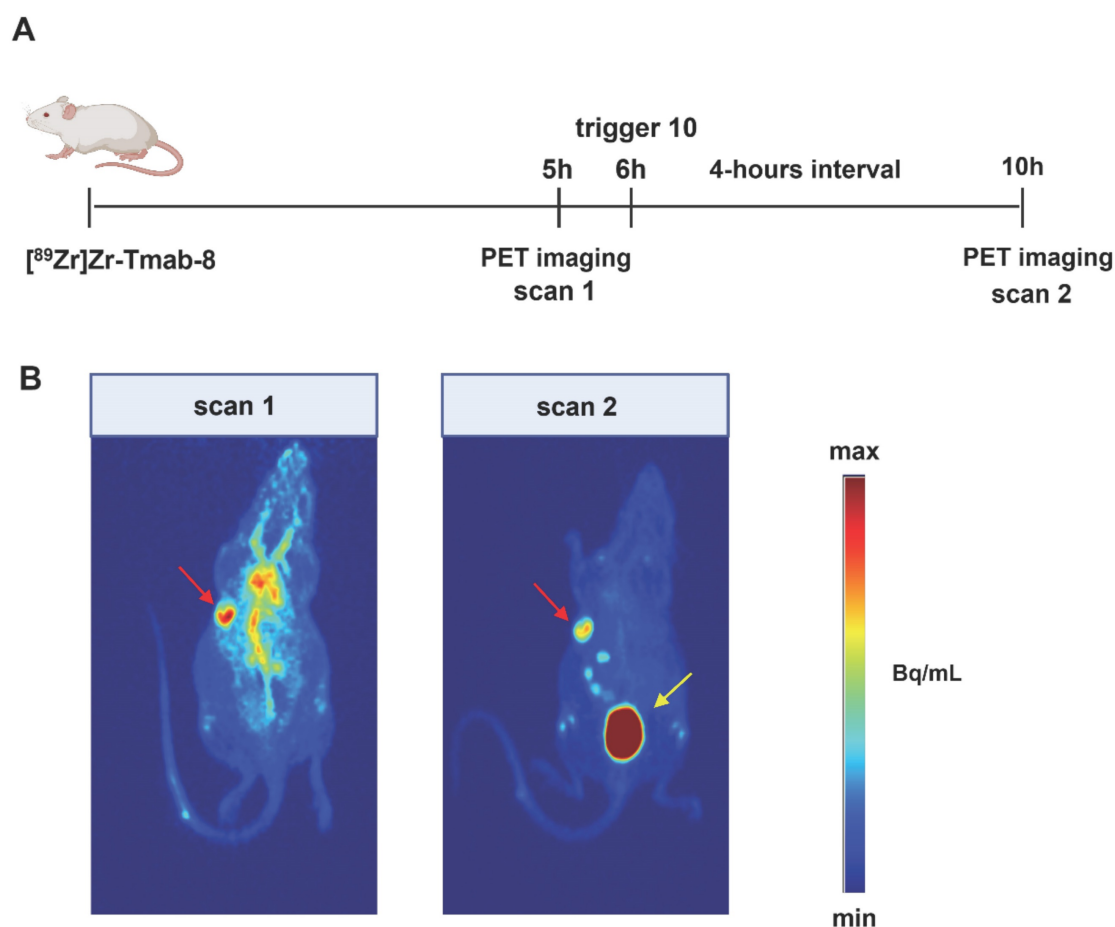 A
trigger 10
5h 6h 4-hours interval 10h
[⁸⁹Zr]Zr-Tmab-8 PET imaging scan 1 PET imaging scan 2
B
scan 1 scan 2
max
Bq/mL
min